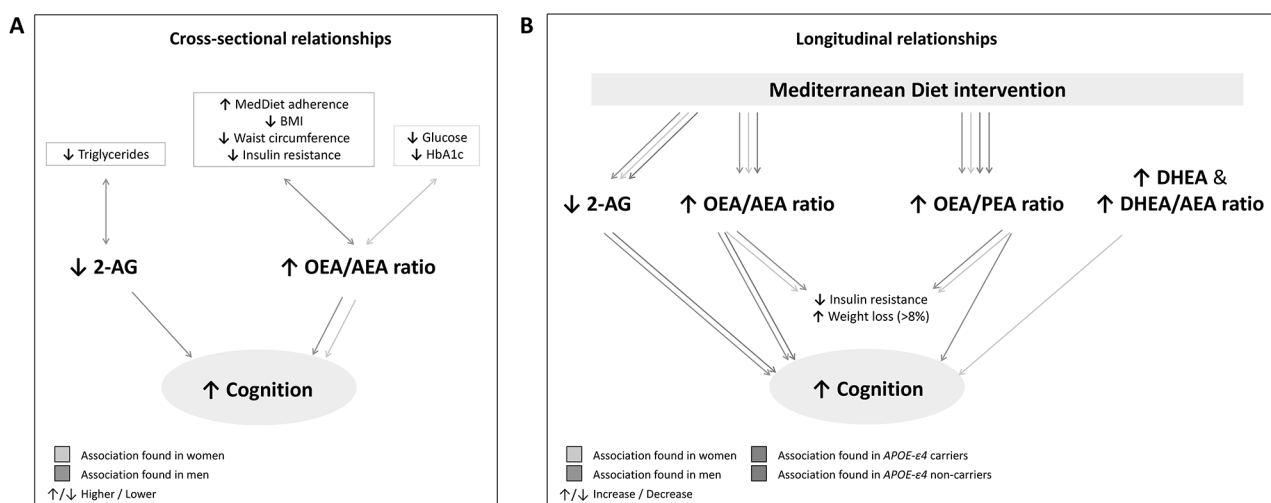 A
Cross-sectional relationships
↑ MedDiet adherence
↓ BMI
↓ Waist circumference
↓ Insulin resistance
↓ Glucose
↓ HbA1c
↓ Triglycerides
↓ 2-AG
↑ OEA/AEA ratio
↑ Cognition
Association found in women
Association found in men
↑/↓ Higher / Lower
B
Longitudinal relationships
Mediterranean Diet intervention
↓ 2-AG
↑ OEA/AEA ratio
↑ OEA/PEA ratio
↑ DHEA &
↑ DHEA/AEA ratio
↓ Insulin resistance
↑ Weight loss (>8%)
↑ Cognition
Association found in women
Association found in men
Association found in APOE-ε4 carriers
Association found in APOE-ε4 non-carriers
↑/↓ Increase / Decrease